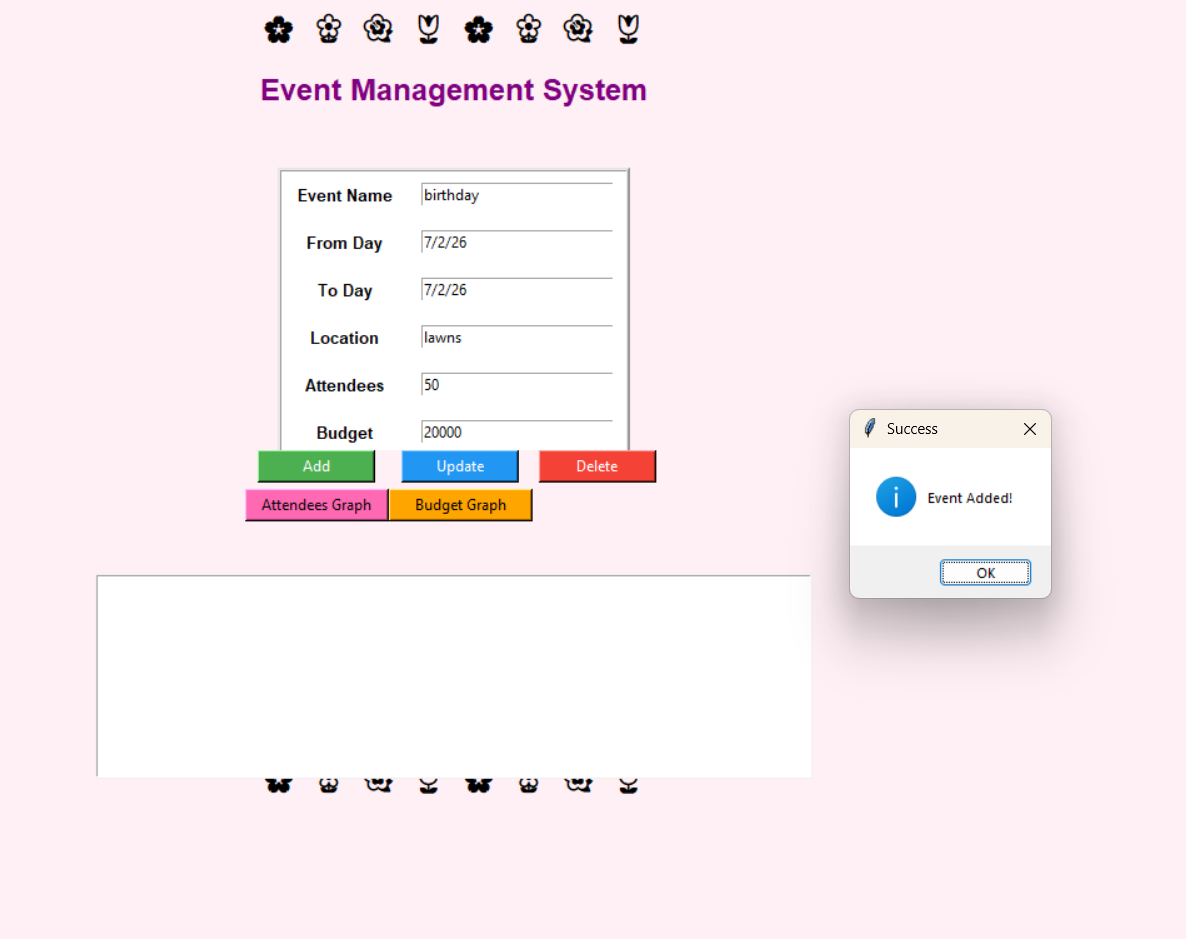 Event Management System
Event Name birthday
From Day 7/2/26
To Day 7/2/26
Location lawns
Attendees 50
Budget 20000
Add Update Delete
Attendees Graph Budget Graph
Success
Event Added!
OK